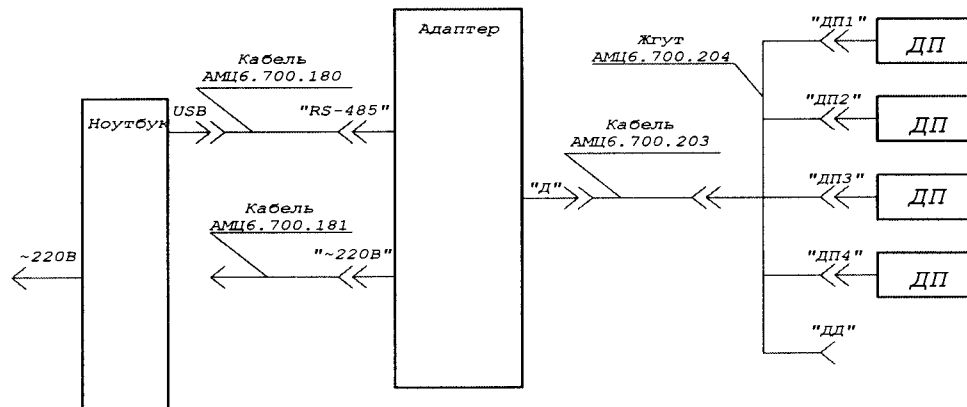 Адаптер
"ДП1"
ДП
Жгут
АМЦ6.700.204
Кабель
АМЦ6.700.180
USB
"RS-485"
Ноутбук
"ДП2"
ДП
Кабель
АМЦ6.700.203
"Д"
"ДП3"
ДП
Кабель
АМЦ6.700.181
~220В
"~220В"
"ДП4"
ДП
"ДД"